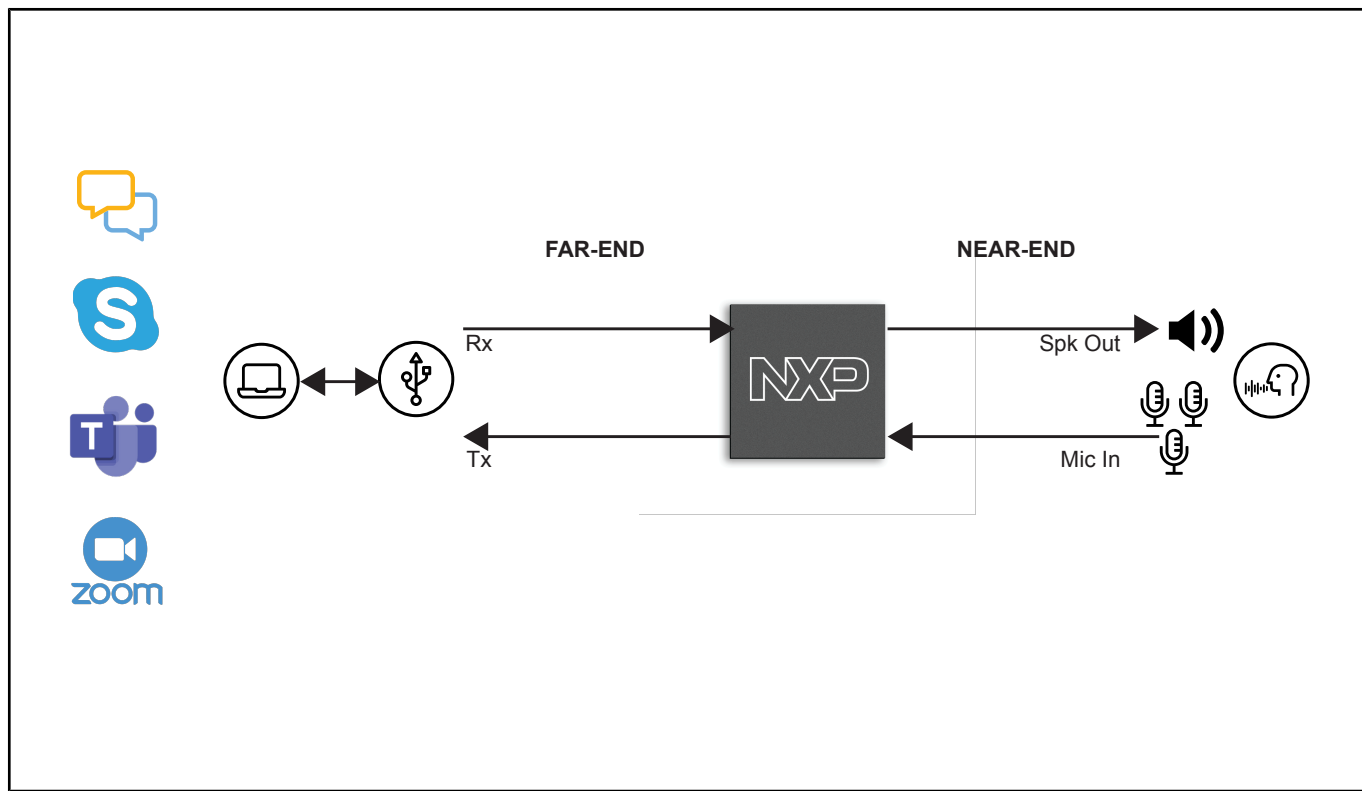 FAR-END
NEAR-END
S
Rx
Spk Out
NXP
T
Tx
Mic In
zoom